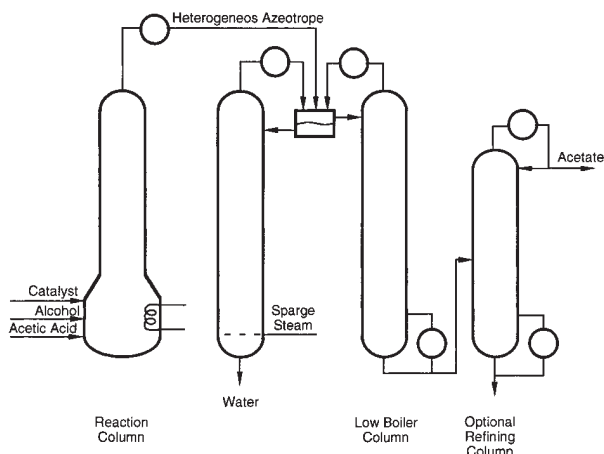 Heterogeneos Azeotrope
Acetate
Catalyst
Alcohol
Acetic Acid
Sparge
Steam
Water
Reaction
Column
Low Boiler
Column
Optional
Refining
Column